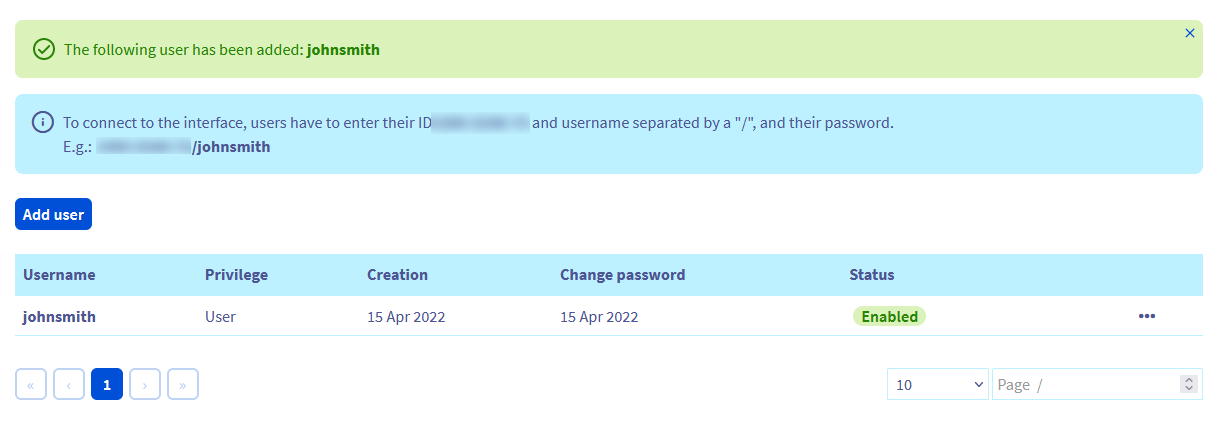 The following user has been added: johnsmith
To connect to the interface, users have to enter their ID and username separated by a "/", and their password.
E.g.: /johnsmith
Add user
Username Privilege Creation Change password Status
johnsmith User 15 Apr 2022 15 Apr 2022 Enabled •••
« ‹ 1 › » 10 Page /